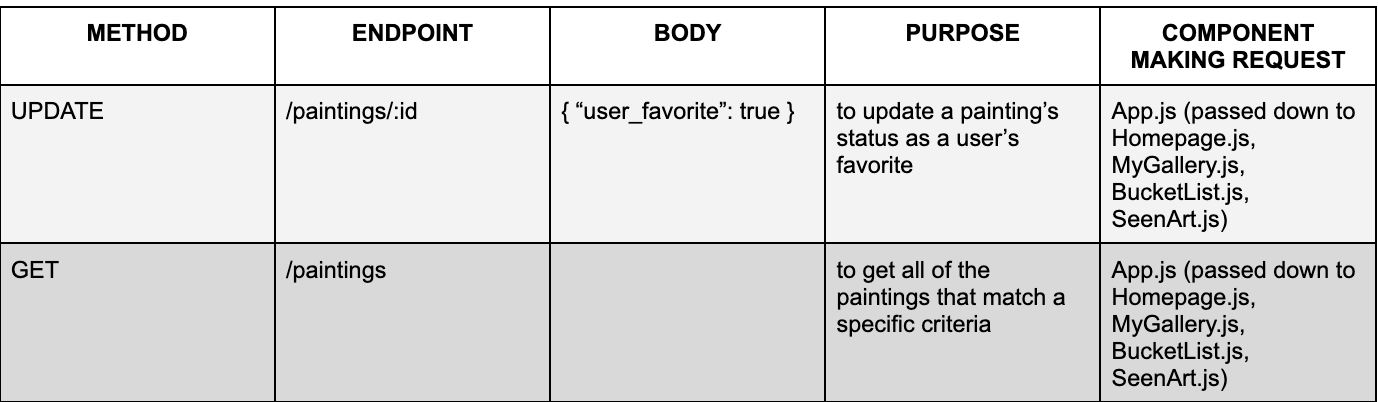 METHOD
ENDPOINT
BODY
PURPOSE
COMPONENT
MAKING REQUEST
UPDATE
/paintings/:id
{ “user_favorite”: true }
to update a painting’s
status as a user’s
favorite
App.js (passed down to
Homepage.js,
MyGallery.js,
BucketList.js,
SeenArt.js)
GET
/paintings
to get all of the
paintings that match a
specific criteria
App.js (passed down to
Homepage.js,
MyGallery.js,
BucketList.js,
SeenArt.js)